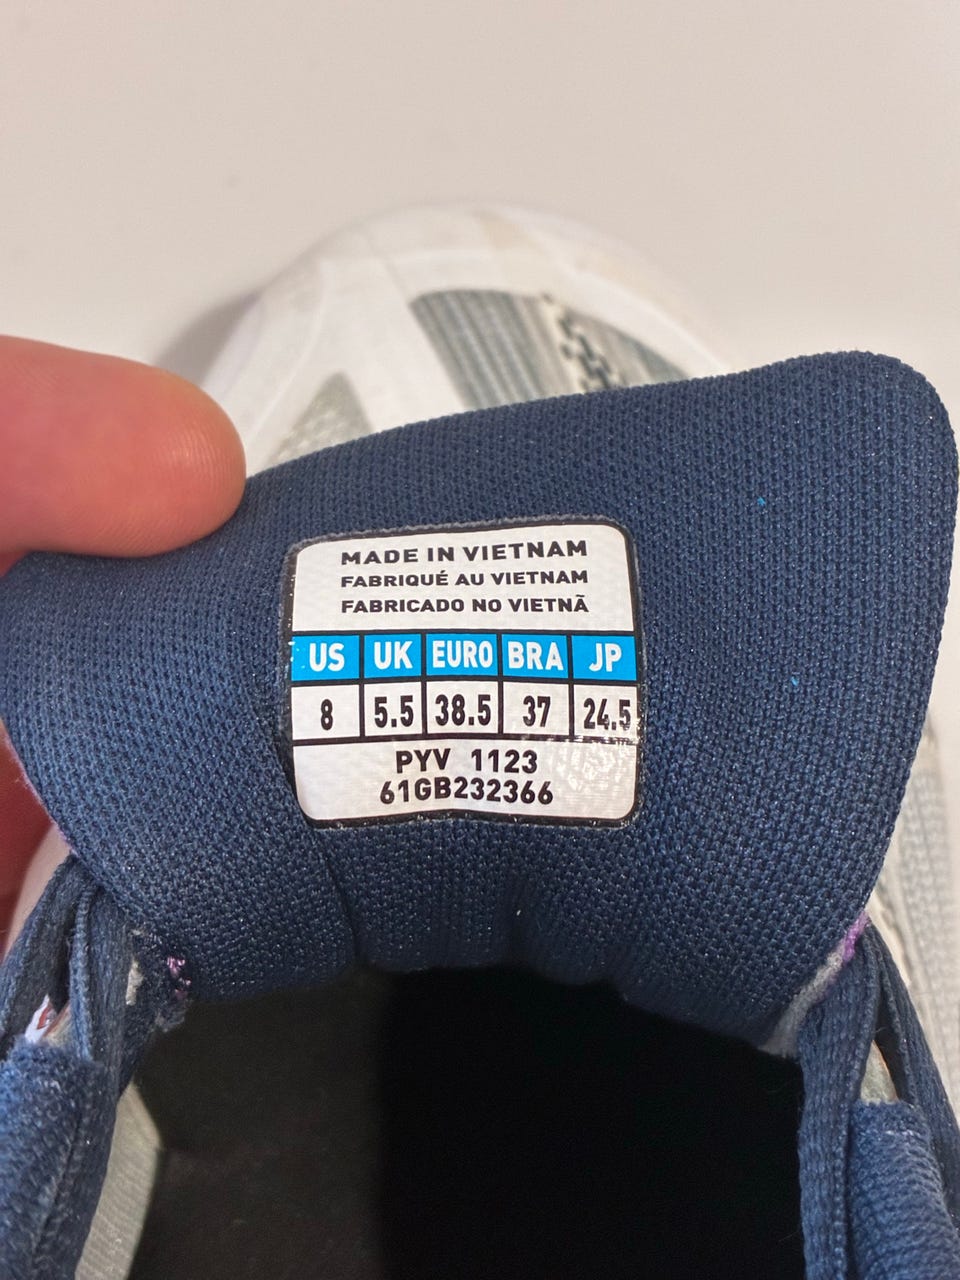 MADE IN VIETNAM
FABRIQUÉ AU VIETNAM
FABRICADO NO VIETNÃ
US UK EURO BRA JP
8 5.5 38.5 37 24.5
PYV 1123
61GB232366